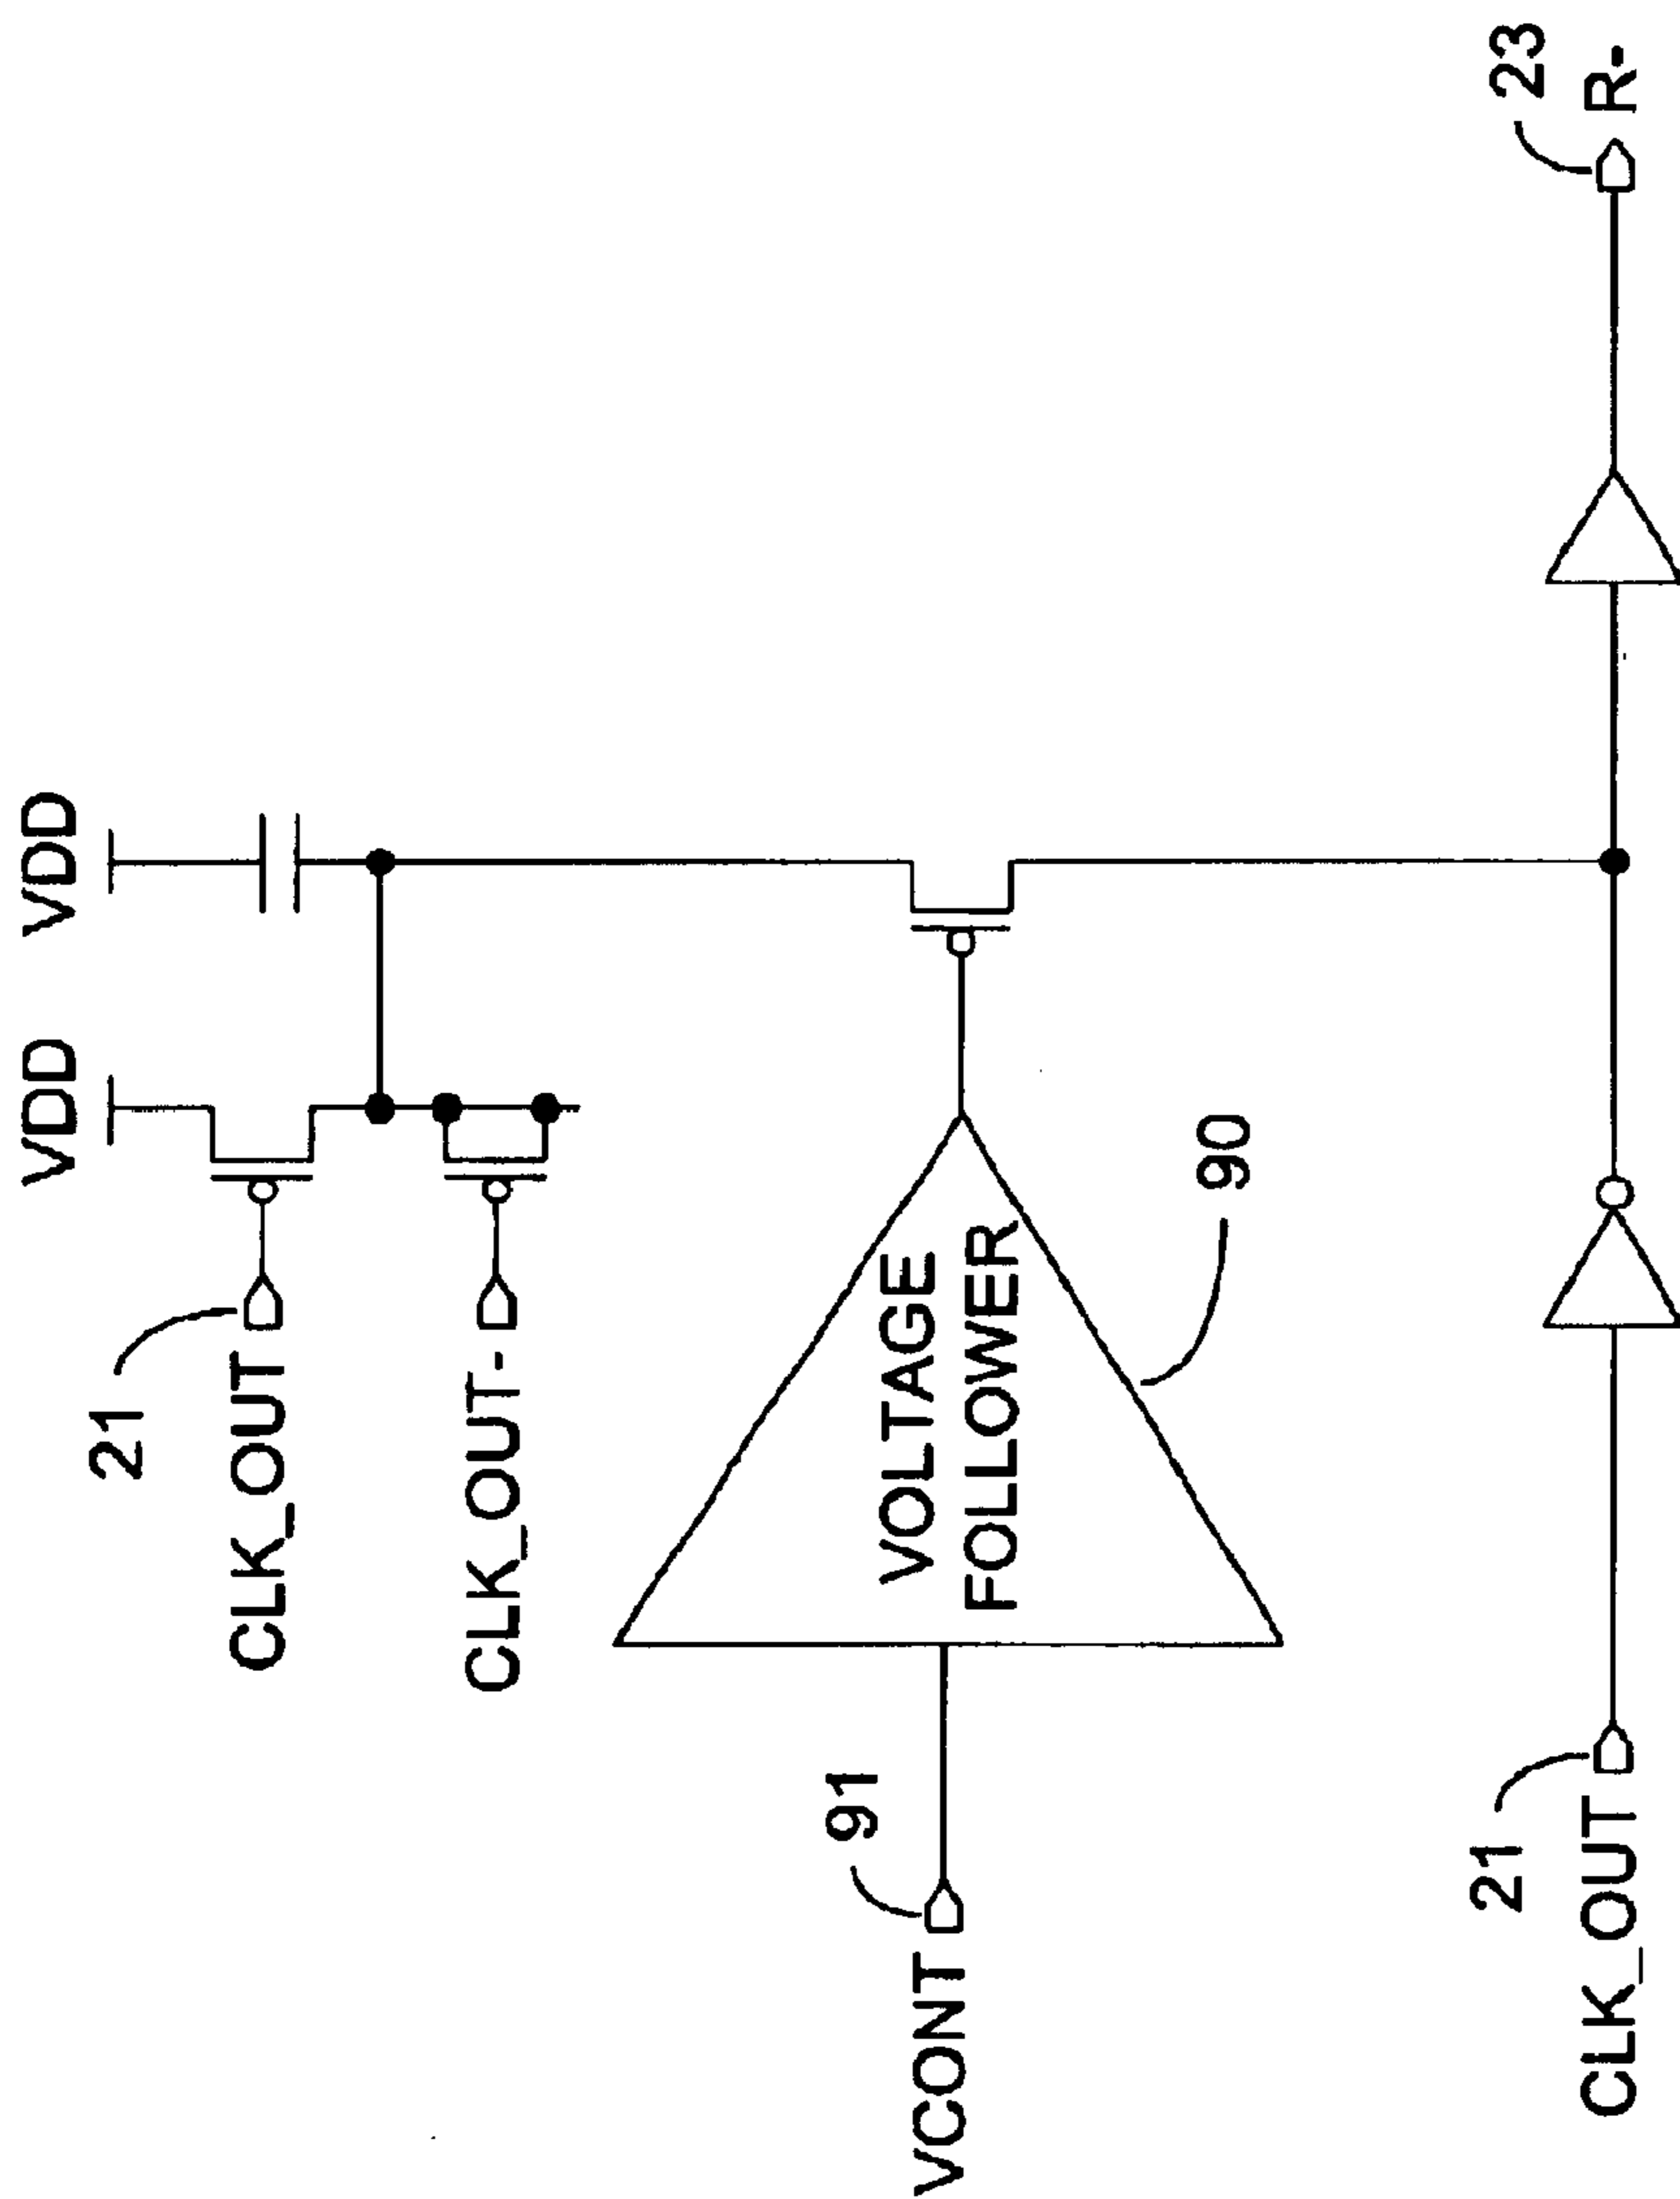 VDD
VDD
21
CLK_OUT
CLK_OUT-
VOLTAGE
FOLLOWER
90
91
VCONT
21
CLK_OUT
23
R-